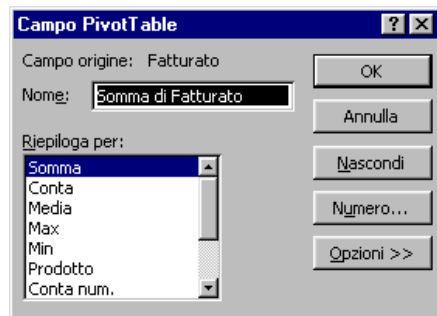 Campo PivotTable
Campo origine: Fatturato
Nome: Somma di Fatturato
Riepiloga per:
Somma
Conta
Media
Max
Min
Prodotto
Conta num.
OK
Annulla
Nascondi
Numero...
Opzioni >>